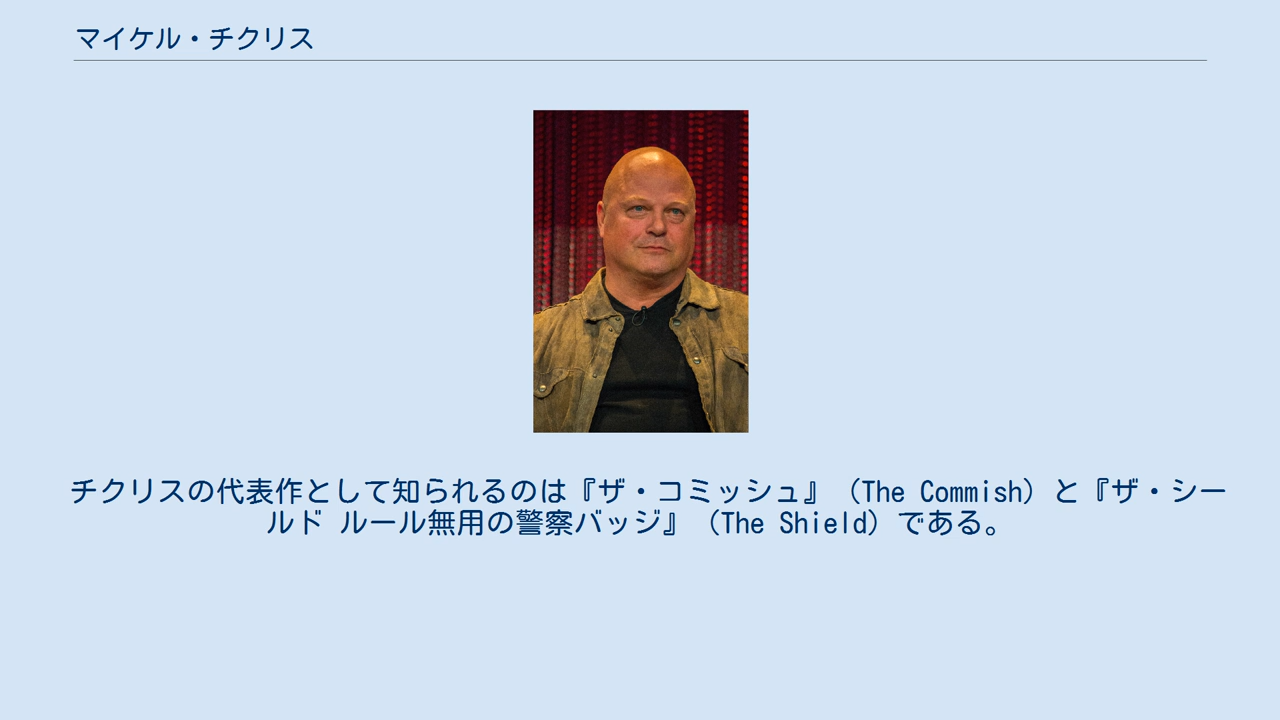 マイケル・チクリス
チクリスの代表作として知られるのは『ザ・コミッシュ』（The Commish）と『ザ・シー
ルド ルール無用の警察バッジ』（The Shield）である。